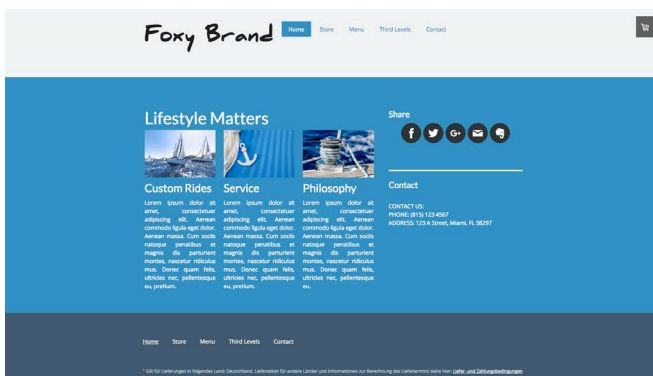 Foxy Brand
Home Store Menu Third Levels Contact
Lifestyle Matters
Custom Rides
Lorem ipsum dolor sit
amet, consectetuer
adipiscing elit. Aenean
commodo ligula eget dolor.
Aenean massa. Cum sociis
natoque penatibus et
magnis dis parturient
montes, nascetur ridiculus
mus. Donec quam felis,
ultricies nec, pellentesque
eu, pretium.
Service
Lorem ipsum dolor sit
amet, consectetuer
adipiscing elit. Aenean
commodo ligula eget dolor.
Aenean massa. Cum sociis
natoque penatibus et
magnis dis parturient
montes, nascetur ridiculus
mus. Donec quam felis,
ultricies nec, pellentesque
eu, pretium.
Philosophy
Lorem ipsum dolor sit
amet, consectetuer
adipiscing elit. Aenean
commodo ligula eget dolor.
Aenean massa. Cum sociis
natoque penatibus et
magnis dis parturient
montes, nascetur ridiculus
mus. Donec quam felis,
ultricies nec, pellentesque
eu.
Share
f G+
Contact
CONTACT US:
PHONE: (815) 123 4567
ADDRESS: 123 A Street, Miami, FL 38297
Home Store Menu Third Levels Contact
* Gilt für Lieferungen in folgendes Land: Deutschland. Lieferzeiten für andere Länder und Informationen zur Berechnung des Liefertermins siehe hier: Liefer- und Zahlungsbedingungen